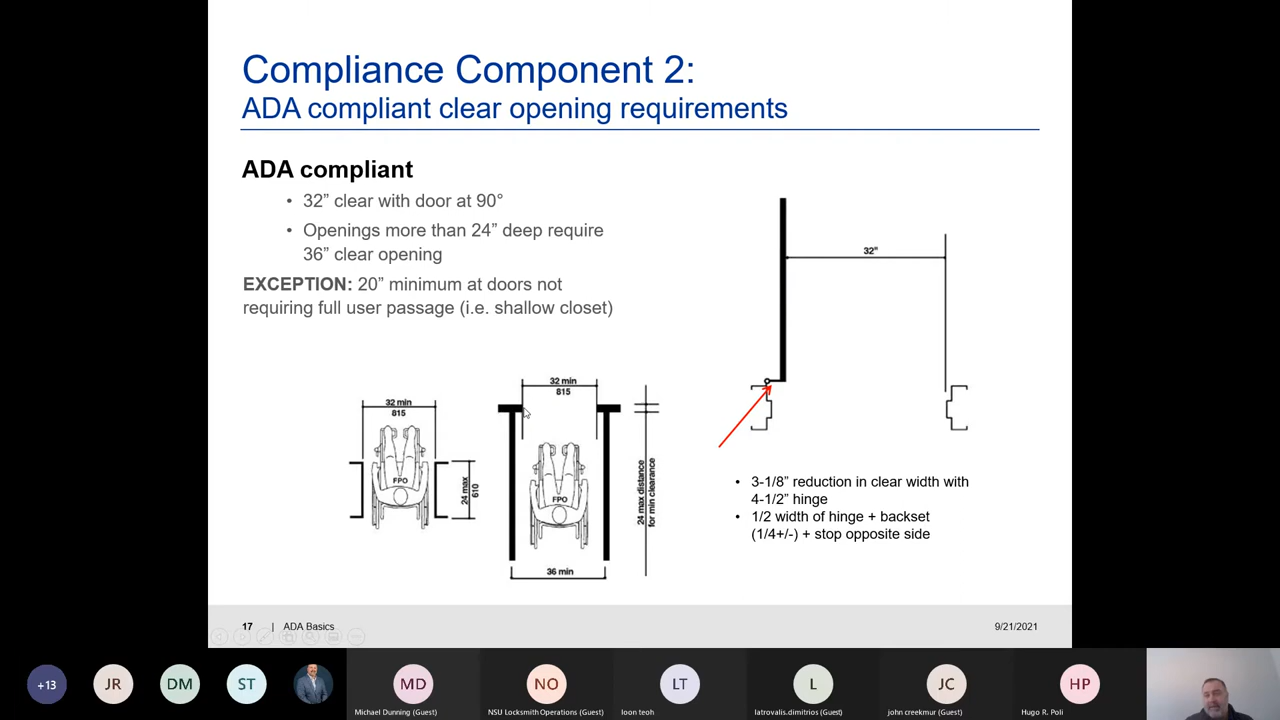 Compliance Component 2:
ADA compliant clear opening requirements
ADA compliant
• 32” clear with door at 90°
• Openings more than 24” deep require
36” clear opening
EXCEPTION: 20” minimum at doors not
requiring full user passage (i.e. shallow closet)
32"
32 min
815
FPO
24 max
610
32 min
815
FPO
24 max distance
for min clearance
36 min
• 3-1/8” reduction in clear width with
4-1/2” hinge
• 1/2 width of hinge + backset
(1/4+/-) + stop opposite side
17 | ADA Basics
9/21/2021
+13
JR
DM
ST
MD
Michael Dunning (Guest)
NO
NSU Locksmith Operations (Guest)
LT
loon teoh
L
Iatrovalis.dimitrios (Guest)
JC
john creekmur (Guest)
HP
Hugo R. Poli